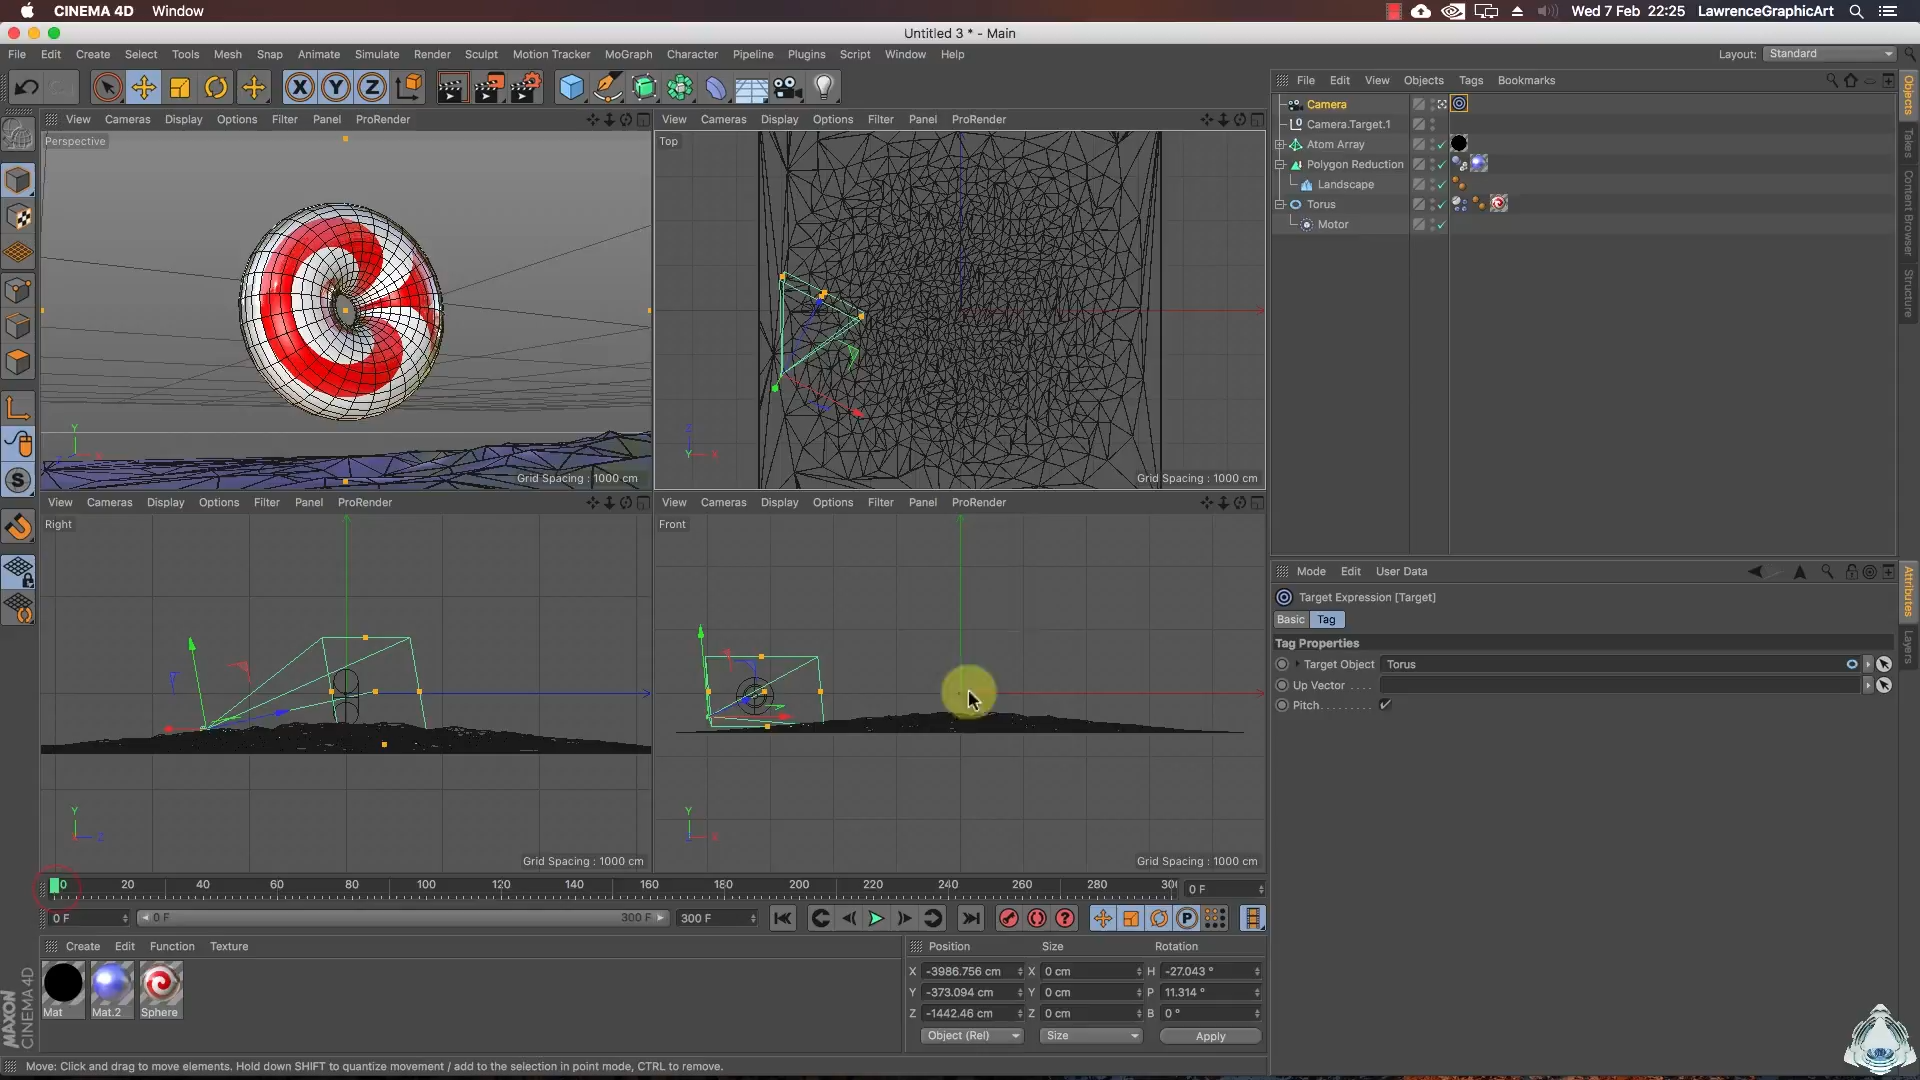 CINEMA 4D Window
Wed 7 Feb 22:25 LawrenceGraphicArt
Untitled 3 * - Main
File Edit Create Select Tools Mesh Snap Animate Simulate Render Sculpt Motion Tracker MoGraph Character Pipeline Plugins Script Window Help
Layout: Standard
X Y Z
File Edit View Objects Tags Bookmarks
View Cameras Display Options Filter Panel ProRender
View Cameras Display Options Filter Panel ProRender
Perspective
Top
Camera
Camera.Target.1
Atom Array
Polygon Reduction
Landscape
Torus
Motor
Objects
Takes
Content Browser
Structure
Y
Z
Y X
Grid Spacing : 1000 cm
Grid Spacing : 1000 cm
View Cameras Display Options Filter Panel ProRender
View Cameras Display Options Filter Panel ProRender
Right
Front
Y
Z
Y
X
Grid Spacing : 1000 cm
Grid Spacing : 1000 cm
Mode Edit User Data
Target Expression [Target]
Basic Tag
Tag Properties
Target Object Torus
Up Vector . . . .
Pitch . . . . . . . .
Attributes
Layers
0 20 40 60 80 100 120 140 160 180 200 220 240 260 280 30
0 F
0 F 0 F 300 F 300 F
P
Create Edit Function Texture
Position Size Rotation
X -3986.756 cm X 0 cm H -27.043 °
Y -373.094 cm Y 0 cm P 11.314 °
Z -1442.46 cm Z 0 cm B 0 °
Object (Rel) Size Apply
Mat Mat.2 Sphere
MAXON
CINEMA 4D
Move: Click and drag to move elements. Hold down SHIFT to quantize movement / add to the selection in point mode, CTRL to remove.